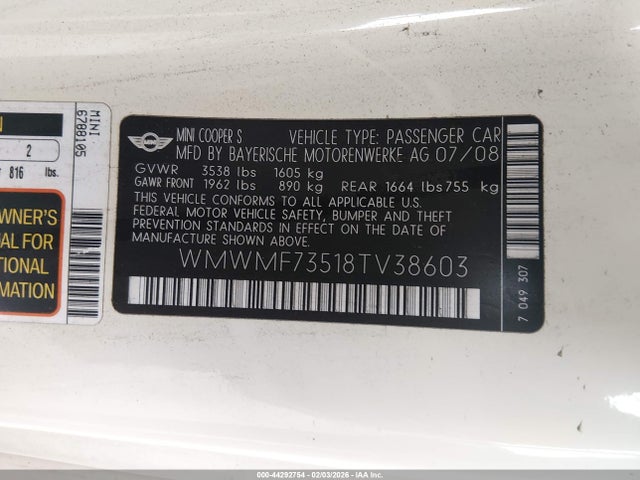 MINI COOPER S VEHICLE TYPE: PASSENGER CAR
MFD BY BAYERISCHE MOTORENWERKE AG 07/08
GVWR 3538 lbs 1605 kg
GAWR FRONT 1962 lbs 890 kg REAR 1664 lbs755 kg
THIS VEHICLE CONFORMS TO ALL APPLICABLE U.S.
FEDERAL MOTOR VEHICLE SAFETY, BUMPER AND THEFT
PREVENTION STANDARDS IN EFFECT ON THE DATE OF
MANUFACTURE SHOWN ABOVE.
WMWMF73518TV38603
7 049 307
MINI
6788105
N
2
816 lbs.
OWNER'S
UAL FOR
TIONAL
RMATION
000-44292754 - 02/03/2026 - IAA Inc.